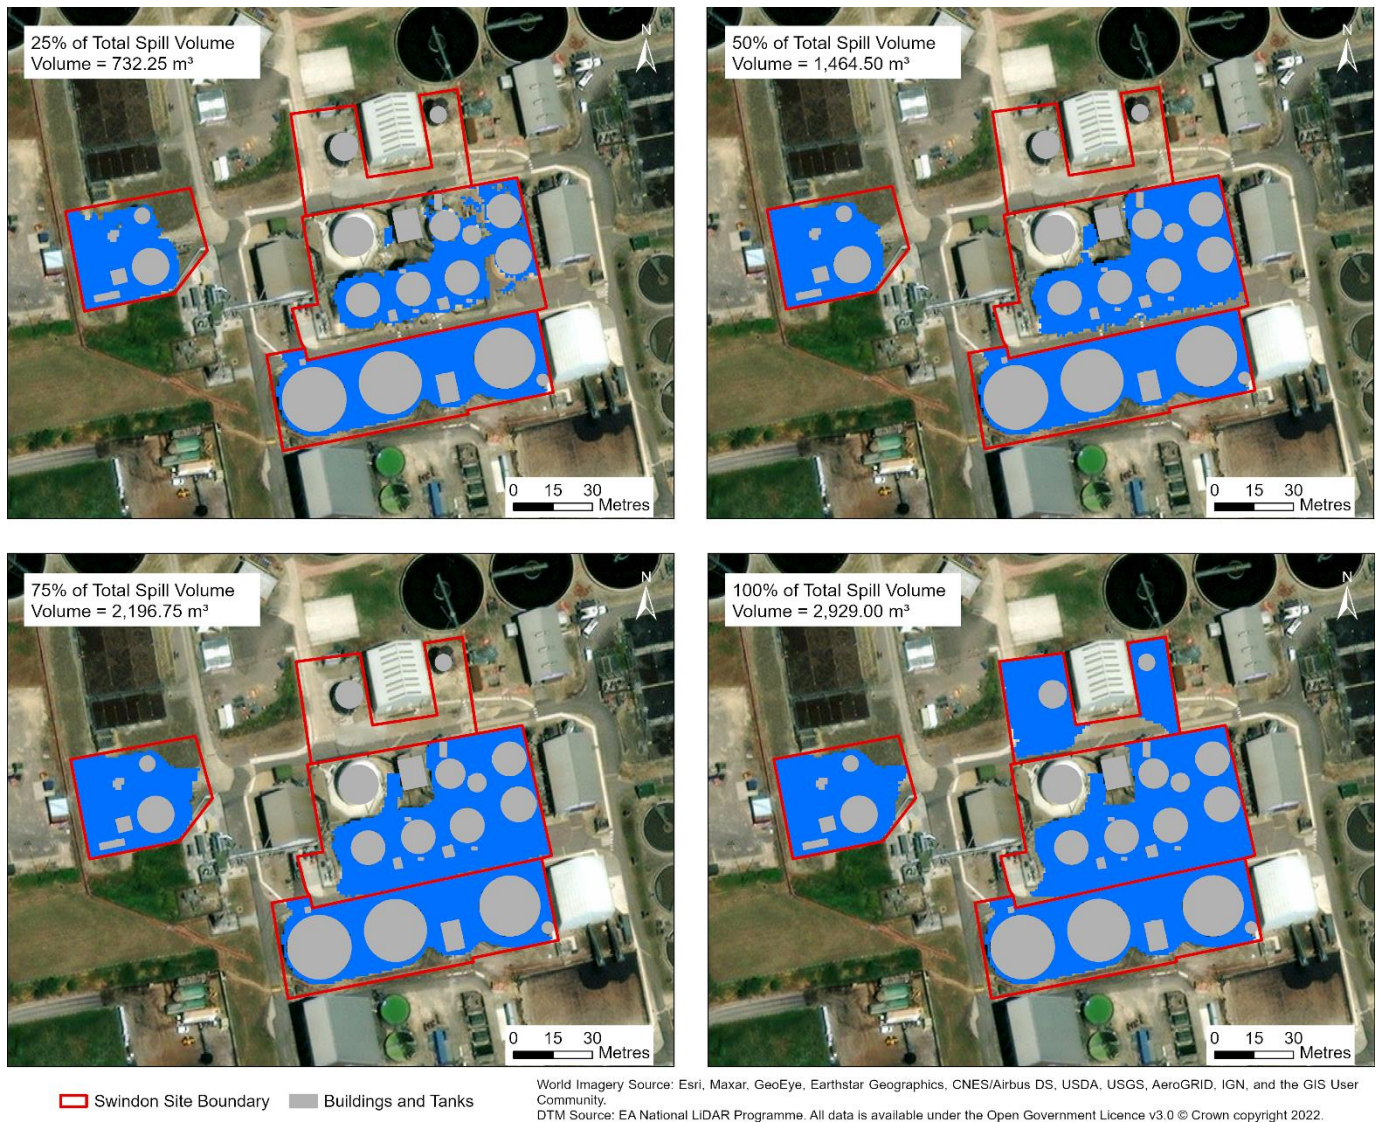 25% of Total Spill Volume
Volume = 732.25 m³
N
0 15 30
Metres
50% of Total Spill Volume
Volume = 1,464.50 m³
N
0 15 30
Metres
75% of Total Spill Volume
Volume = 2,196.75 m³
N
0 15 30
Metres
100% of Total Spill Volume
Volume = 2,929.00 m³
N
0 15 30
Metres
Swindon Site Boundary
Buildings and Tanks
World Imagery Source: Esri, Maxar, GeoEye, Earthstar Geographics, CNES/Airbus DS, USDA, USGS, AeroGRID, IGN, and the GIS User
Community.
DTM Source: EA National LiDAR Programme. All data is available under the Open Government Licence v3.0 © Crown copyright 2022.